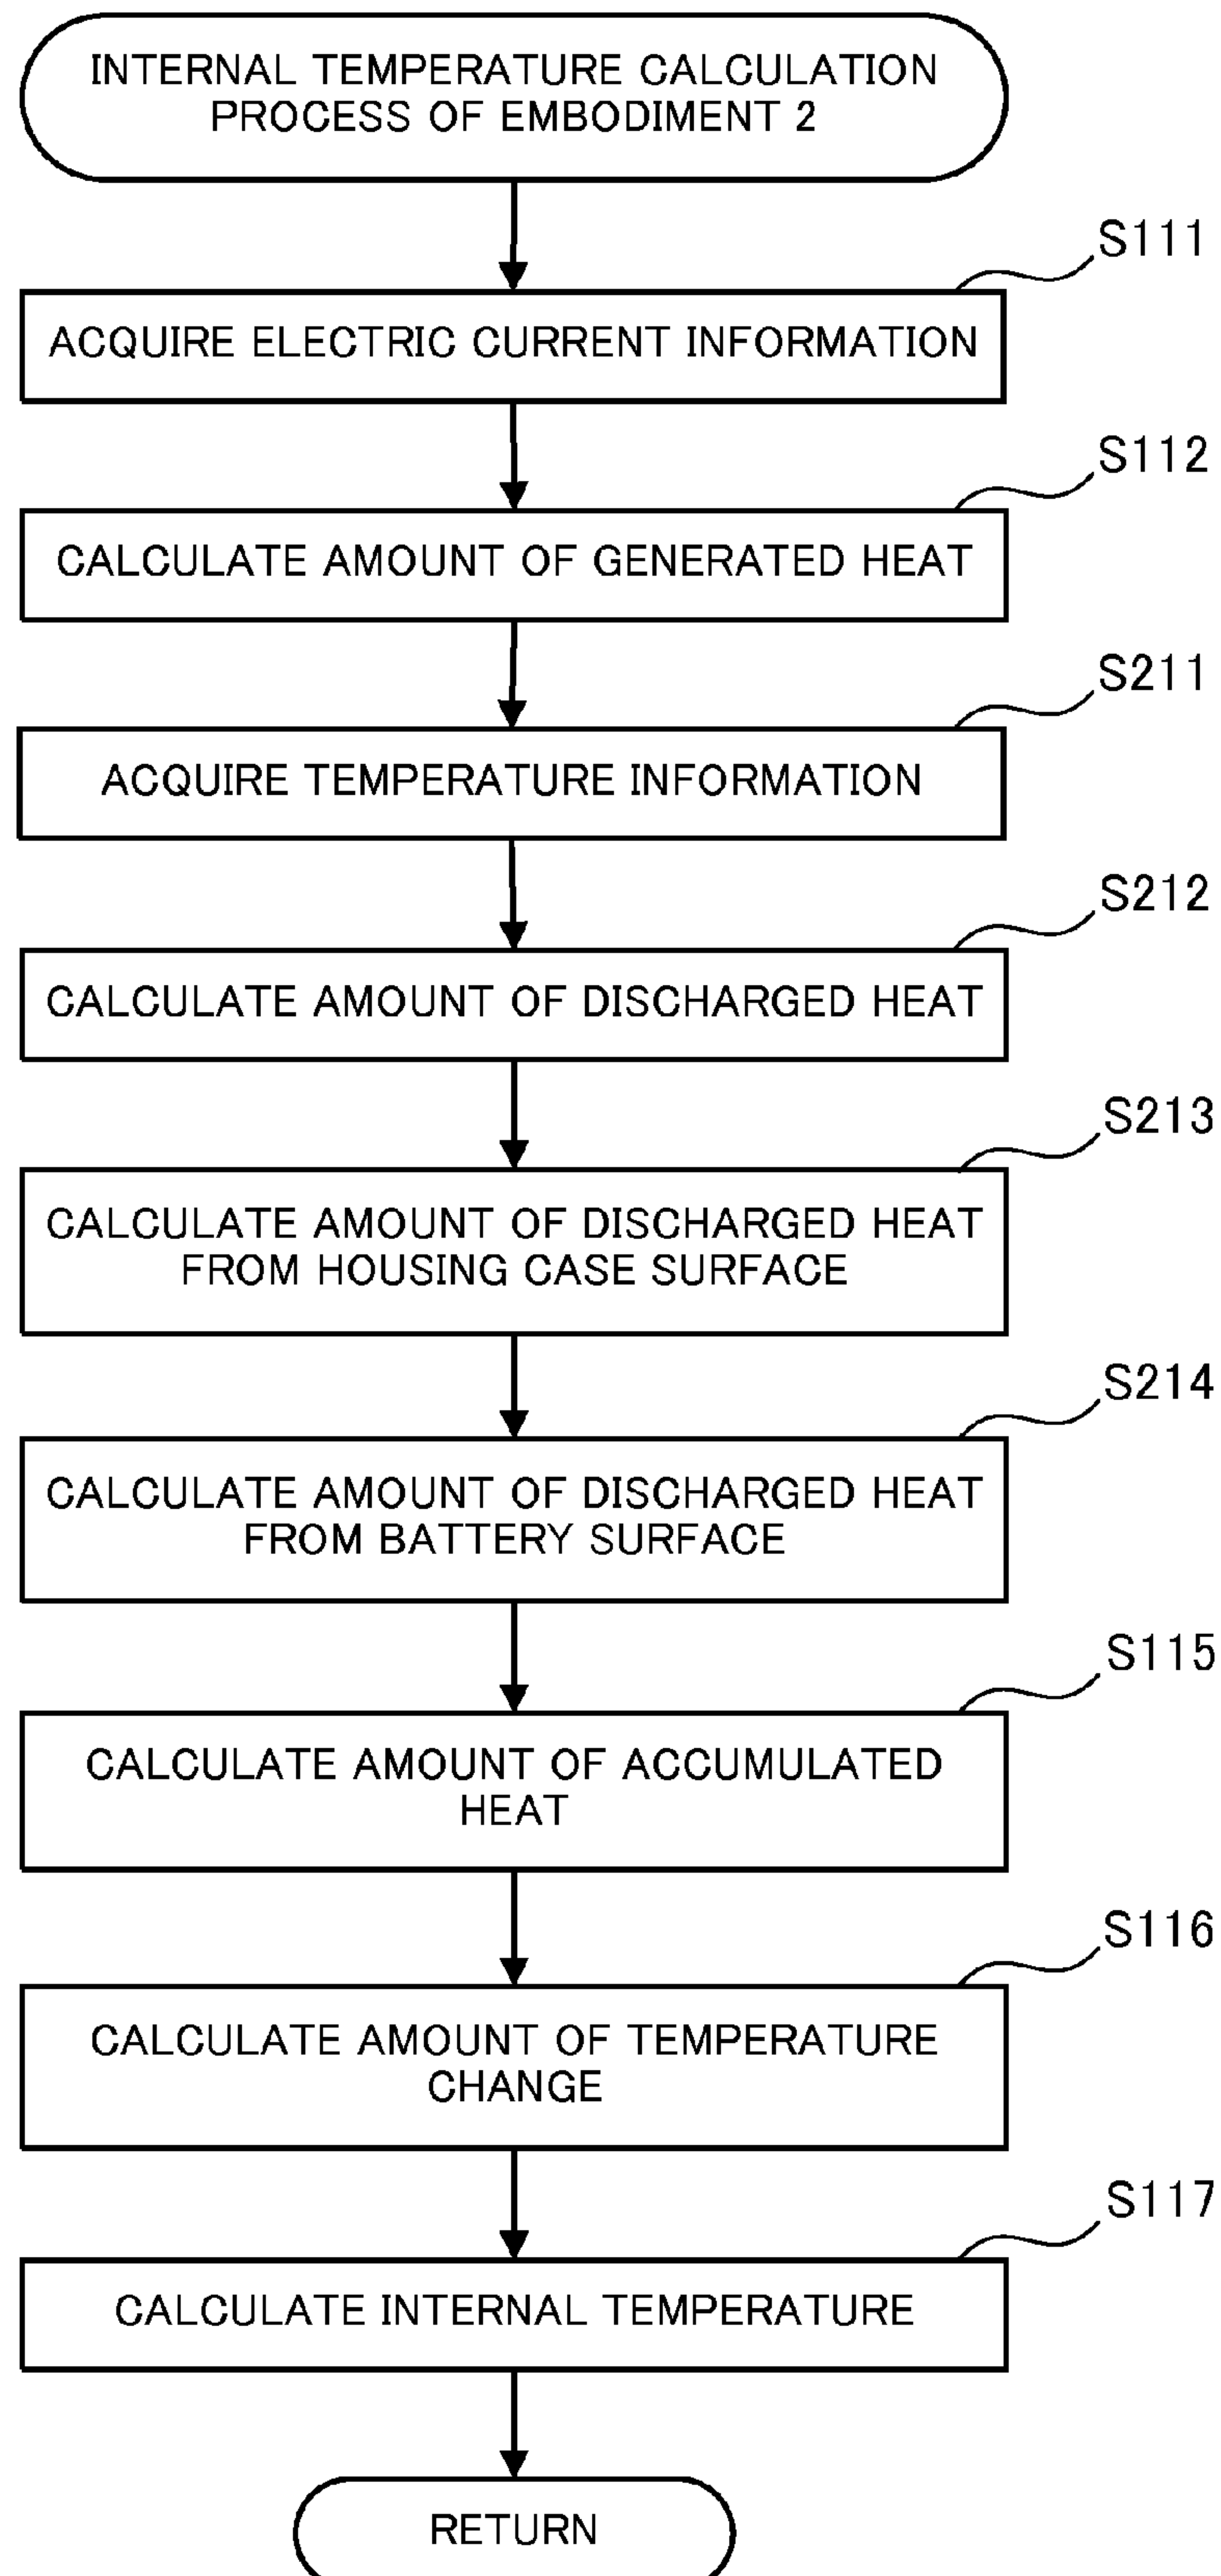 INTERNAL TEMPERATURE CALCULATION
PROCESS OF EMBODIMENT 2
S111
ACQUIRE ELECTRIC CURRENT INFORMATION
S112
CALCULATE AMOUNT OF GENERATED HEAT
S211
ACQUIRE TEMPERATURE INFORMATION
S212
CALCULATE AMOUNT OF DISCHARGED HEAT
S213
CALCULATE AMOUNT OF DISCHARGED HEAT
FROM HOUSING CASE SURFACE
S214
CALCULATE AMOUNT OF DISCHARGED HEAT
FROM BATTERY SURFACE
S115
CALCULATE AMOUNT OF ACCUMULATED
HEAT
S116
CALCULATE AMOUNT OF TEMPERATURE
CHANGE
S117
CALCULATE INTERNAL TEMPERATURE
RETURN